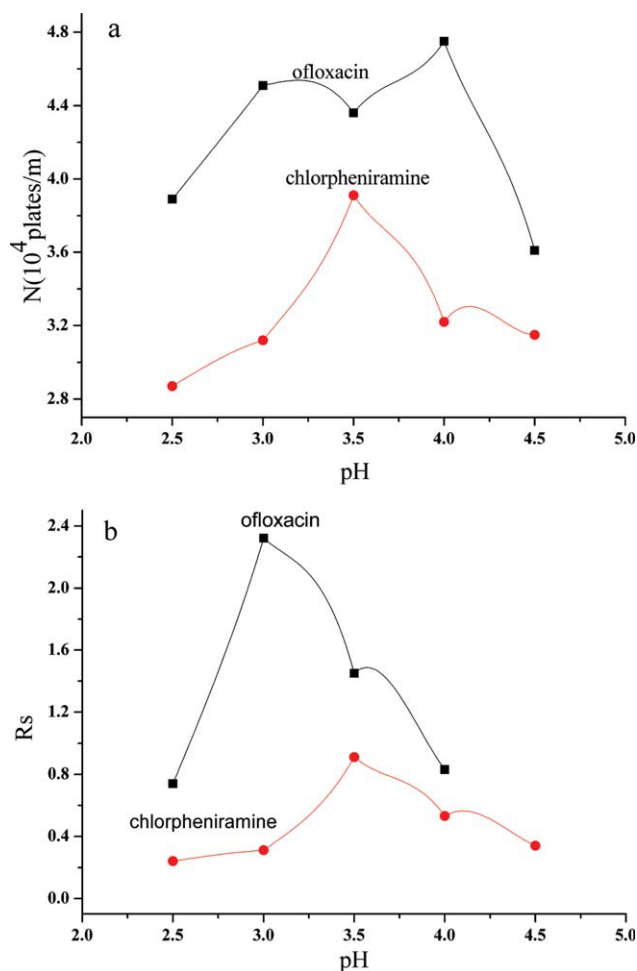 a
4.8
ofloxacin
4.4
chlorpheniramine
4.0
N(10^4 plates/m)
3.6
3.2
2.8
2.0 2.5 3.0 3.5 4.0 4.5 5.0
pH
b
ofloxacin
2.4
2.0
1.6
Rs
1.2
0.8
chlorpheniramine
0.4
0.0
2.0 2.5 3.0 3.5 4.0 4.5 5.0
pH